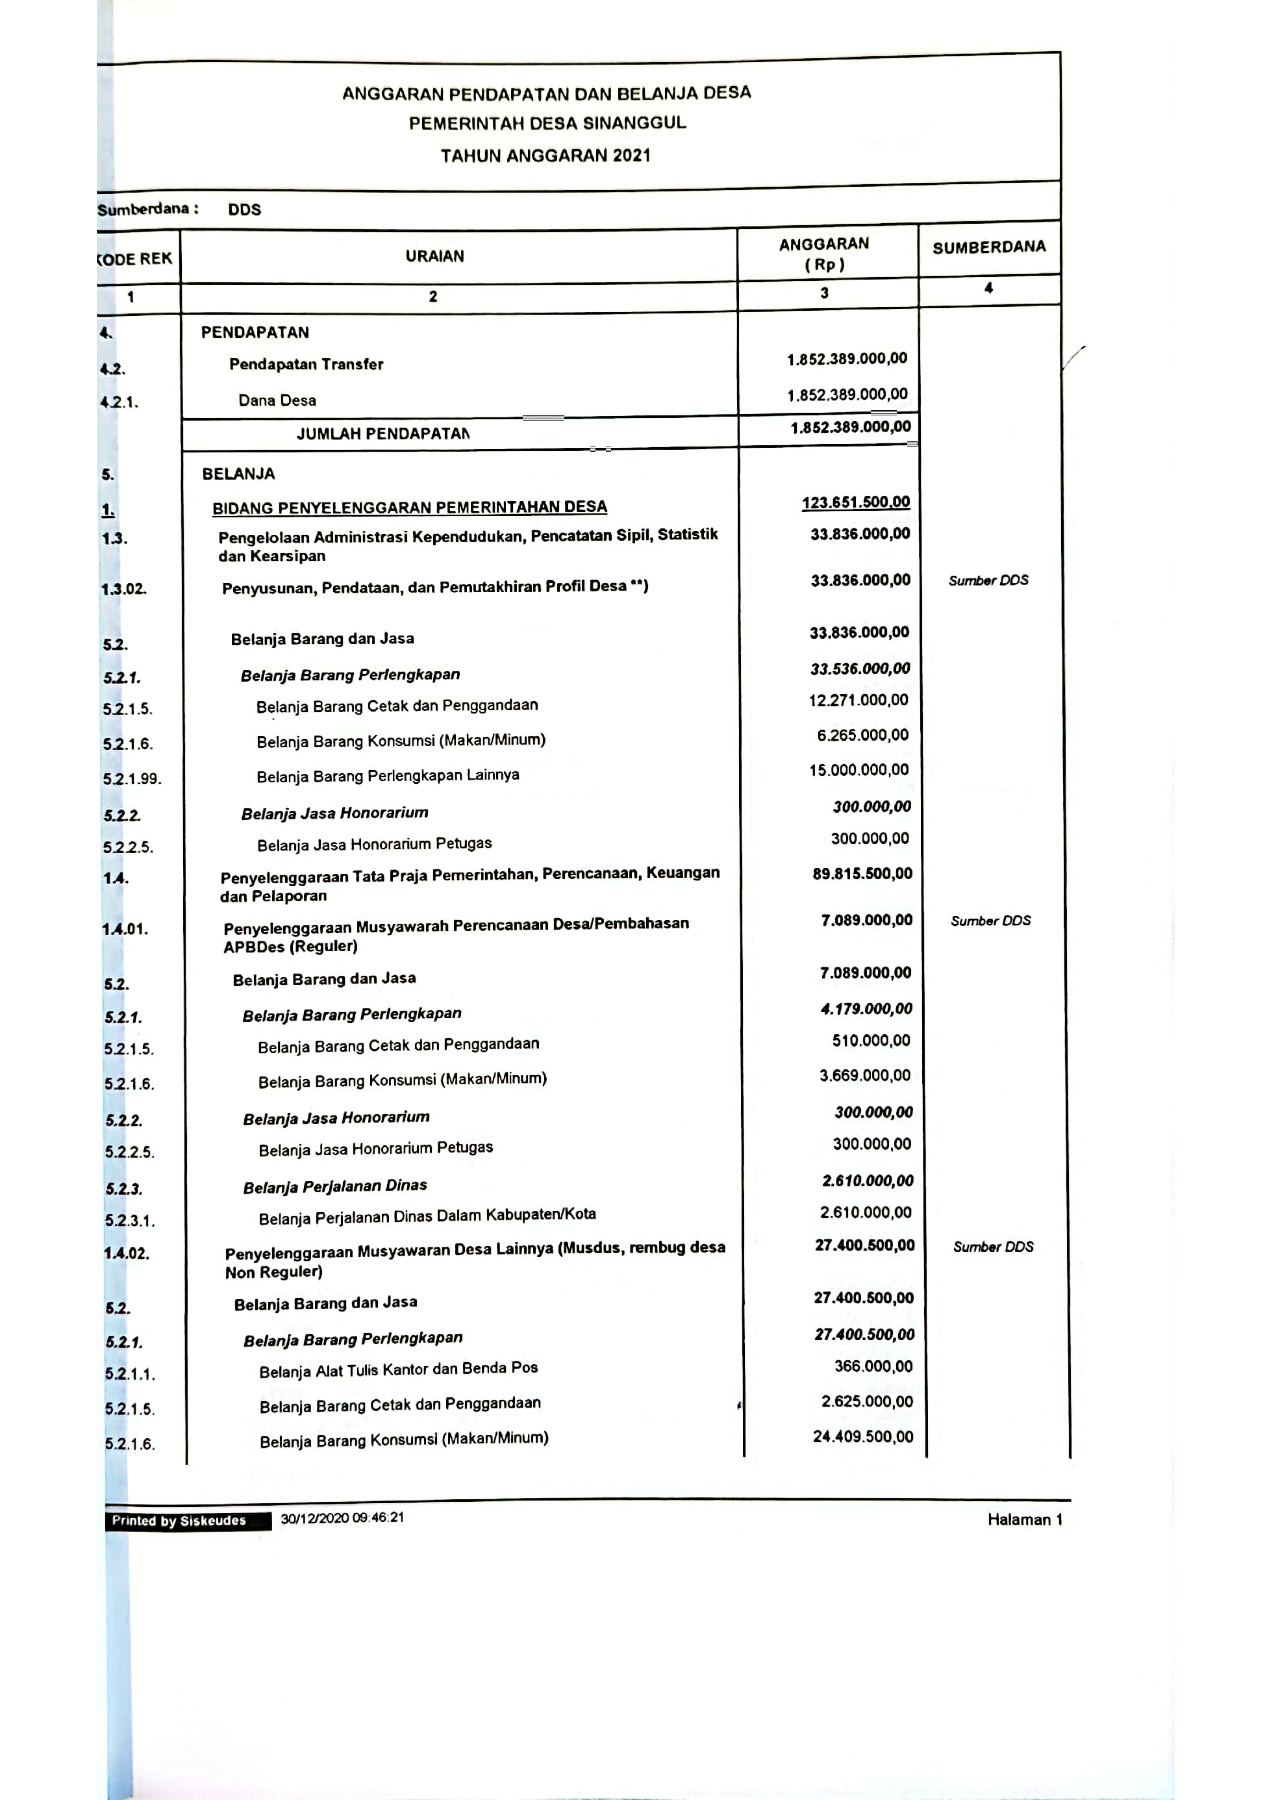 ANGGARAN PENDAPATAN DAN BELANJA DESA
PEMERINTAH DESA SINANGGUL
TAHUN ANGGARAN 2021
Sumberdana : DDS
KODE REK URAIAN ANGGARAN ( Rp ) SUMBERDANA
1 2 3 4
4. PENDAPATAN
4.2. Pendapatan Transfer 1.852.389.000,00
4.2.1. Dana Desa 1.852.389.000,00
JUMLAH PENDAPATAN 1.852.389.000,00
5. BELANJA
1. BIDANG PENYELENGGARAN PEMERINTAHAN DESA 123.651.500,00
1.3. Pengelolaan Administrasi Kependudukan, Pencatatan Sipil, Statistik 33.836.000,00
dan Kearsipan
1.3.02. Penyusunan, Pendataan, dan Pemutakhiran Profil Desa **) 33.836.000,00 Sumber DDS
5.2. Belanja Barang dan Jasa 33.836.000,00
5.2.1. Belanja Barang Perlengkapan 33.536.000,00
5.2.1.5. Belanja Barang Cetak dan Penggandaan 12.271.000,00
5.2.1.6. Belanja Barang Konsumsi (Makan/Minum) 6.265.000,00
5.2.1.99. Belanja Barang Perlengkapan Lainnya 15.000.000,00
5.2.2. Belanja Jasa Honorarium 300.000,00
5.2.2.5. Belanja Jasa Honorarium Petugas 300.000,00
1.4. Penyelenggaraan Tata Praja Pemerintahan, Perencanaan, Keuangan 89.815.500,00
dan Pelaporan
1.4.01. Penyelenggaraan Musyawarah Perencanaan Desa/Pembahasan 7.089.000,00 Sumber DDS
APBDes (Reguler)
5.2. Belanja Barang dan Jasa 7.089.000,00
5.2.1. Belanja Barang Perlengkapan 4.179.000,00
5.2.1.5. Belanja Barang Cetak dan Penggandaan 510.000,00
5.2.1.6. Belanja Barang Konsumsi (Makan/Minum) 3.669.000,00
5.2.2. Belanja Jasa Honorarium 300.000,00
5.2.2.5. Belanja Jasa Honorarium Petugas 300.000,00
5.2.3. Belanja Perjalanan Dinas 2.610.000,00
5.2.3.1. Belanja Perjalanan Dinas Dalam Kabupaten/Kota 2.610.000,00
1.4.02. Penyelenggaraan Musyawaran Desa Lainnya (Musdus, rembug desa 27.400.500,00 Sumber DDS
Non Reguler)
5.2. Belanja Barang dan Jasa 27.400.500,00
5.2.1. Belanja Barang Perlengkapan 27.400.500,00
5.2.1.1. Belanja Alat Tulis Kantor dan Benda Pos 366.000,00
5.2.1.5. Belanja Barang Cetak dan Penggandaan 2.625.000,00
5.2.1.6. Belanja Barang Konsumsi (Makan/Minum) 24.409.500,00
Printed by Siskeudes 30/12/2020 09:46:21 Halaman 1